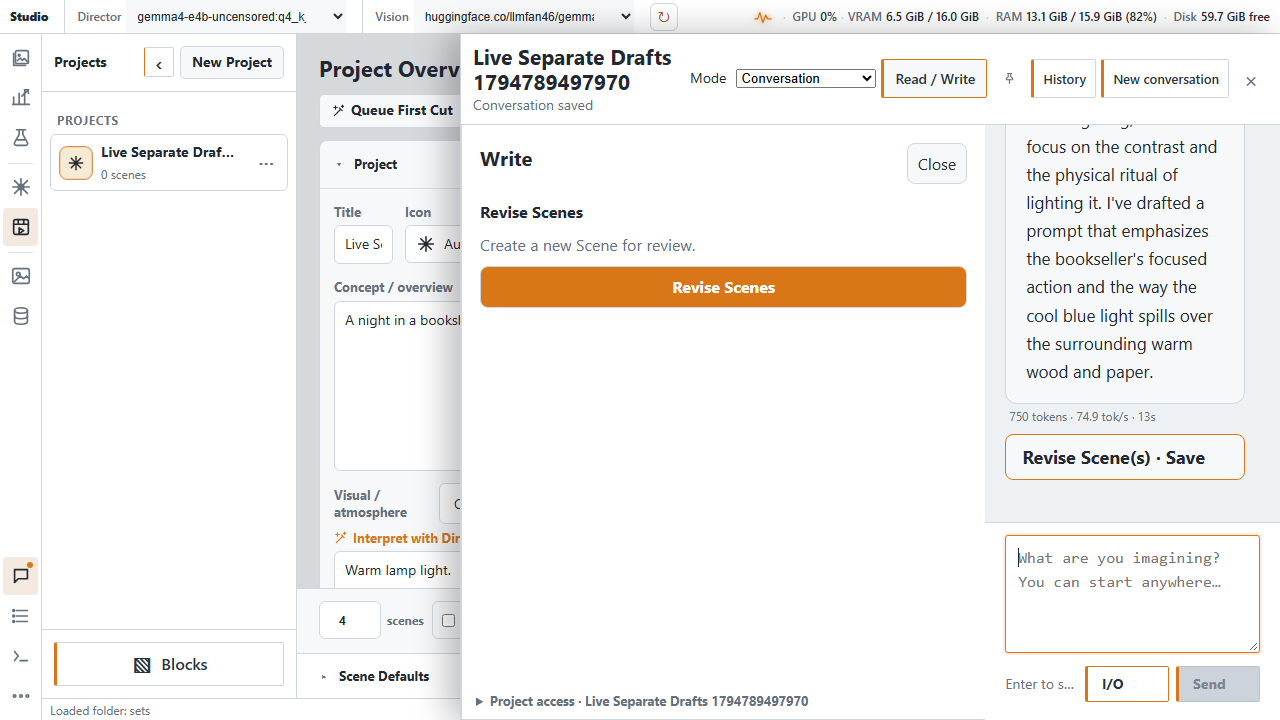 Studio
Director
gemma4-e4b-uncensored:q4_k
Vision
huggingface.co/llmfan46/gemma
GPU 0% · VRAM 6.5 GiB / 16.0 GiB · RAM 13.1 GiB / 15.9 GiB (82%) · Disk 59.7 GiB free
Projects
‹
New Project
PROJECTS
Live Separate Draf...
0 scenes
Blocks
Loaded folder: sets
Project Overv
Queue First Cut
Project
Title
Icon
Live Se
Au
Concept / overview
A night in a booksh
Visual /
atmosphere
Interpret with Dir
Warm lamp light.
4
scenes
Scene Defaults
Live Separate Drafts
1794789497970
Conversation saved
Mode
Conversation
Read / Write
History
New conversation
×
Write
Close
Revise Scenes
Create a new Scene for review.
Revise Scenes
Project access · Live Separate Drafts 1794789497970
focus on the contrast and
the physical ritual of
lighting it. I've drafted a
prompt that emphasizes
the bookseller's focused
action and the way the
cool blue light spills over
the surrounding warm
wood and paper.
750 tokens · 74.9 tok/s · 13s
Revise Scene(s) · Save
What are you imagining?
You can start anywhere…
Enter to s...
I/O
Send